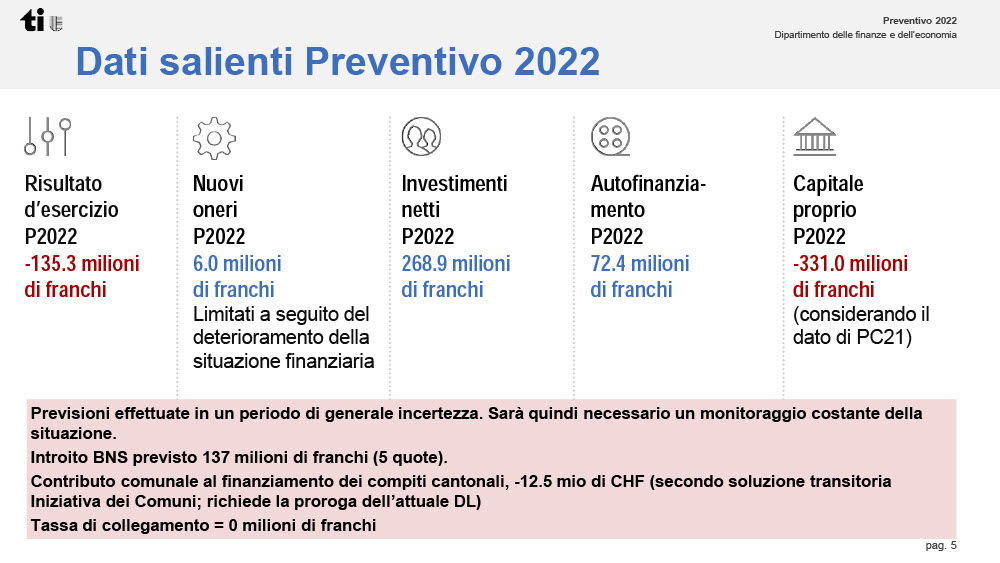 ti
Preventivo 2022
Dipartimento delle finanze e dell'economia
Dati salienti Preventivo 2022
Risultato
d'esercizio
P2022
-135.3 milioni
di franchi
Nuovi
oneri
P2022
6.0 milioni
di franchi
Limitati a seguito del
deterioramento della
situazione finanziaria
Investimenti
netti
P2022
268.9 milioni
di franchi
Autofinanzia-
mento
P2022
72.4 milioni
di franchi
Capitale
proprio
P2022
-331.0 milioni
di franchi
(considerando il
dato di PC21)
Previsioni effettuate in un periodo di generale incertezza. Sarà quindi necessario un monitoraggio costante della
situazione.
Introito BNS previsto 137 milioni di franchi (5 quote).
Contributo comunale al finanziamento dei compiti cantonali, -12.5 mio di CHF (secondo soluzione transitoria
Iniziativa dei Comuni; richiede la proroga dell'attuale DL)
Tassa di collegamento = 0 milioni di franchi
pag. 5